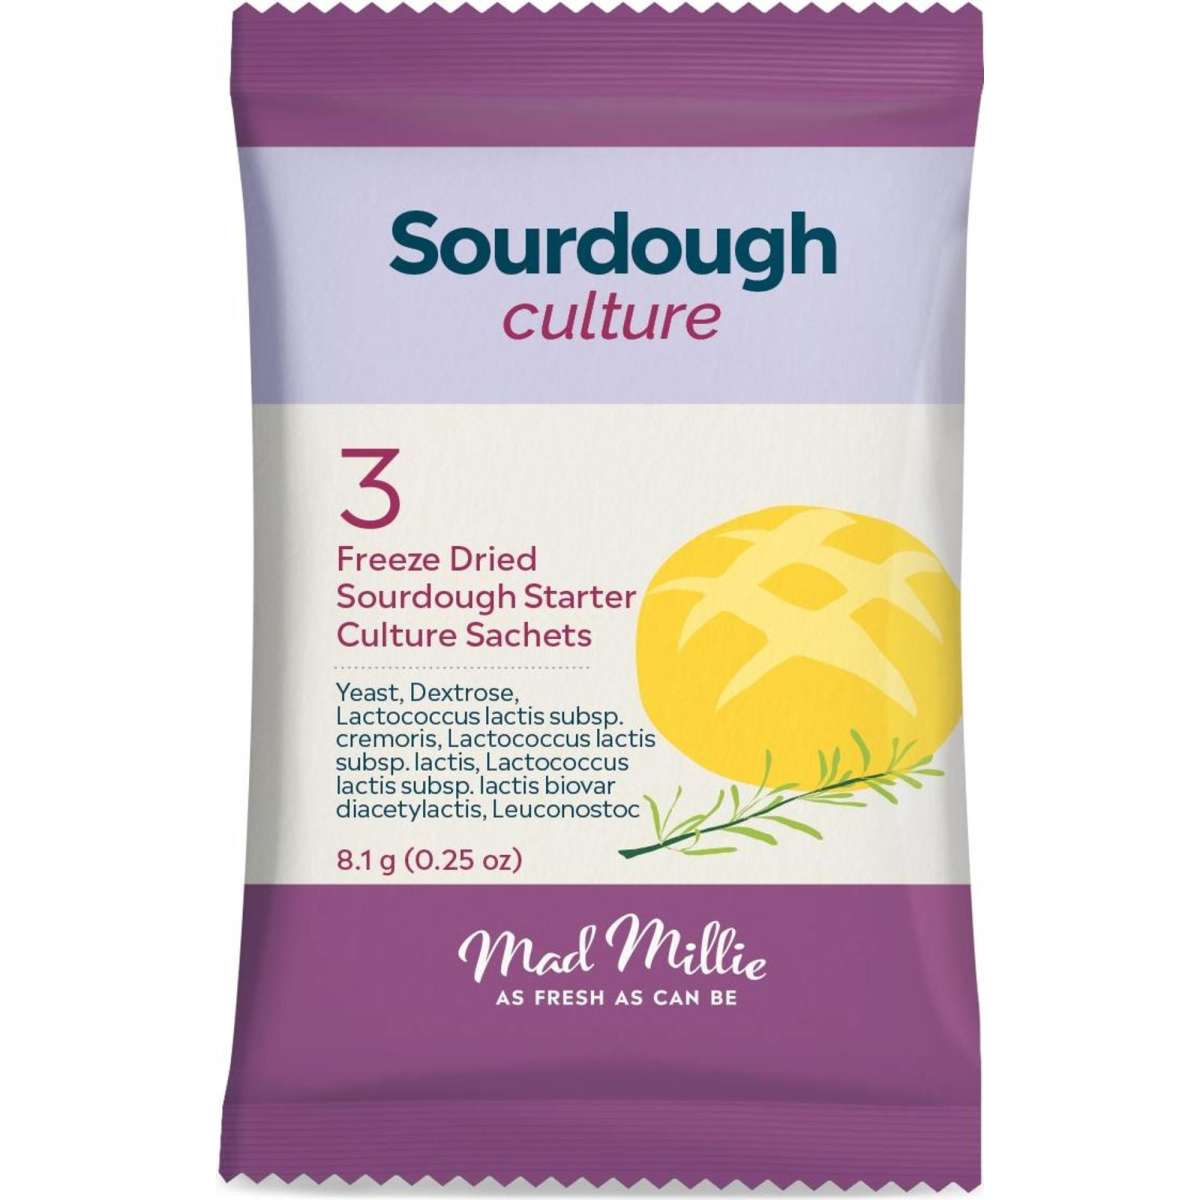 Sourdough
culture
3
Freeze Dried
Sourdough Starter
Culture Sachets
Yeast, Dextrose,
Lactococcus lactis subsp.
cremoris, Lactococcus lactis
subsp. lactis, Lactococcus
lactis subsp. lactis biovar
diacetylactis, Leuconostoc
8.1 g (0.25 oz)
Mad Millie
AS FRESH AS CAN BE